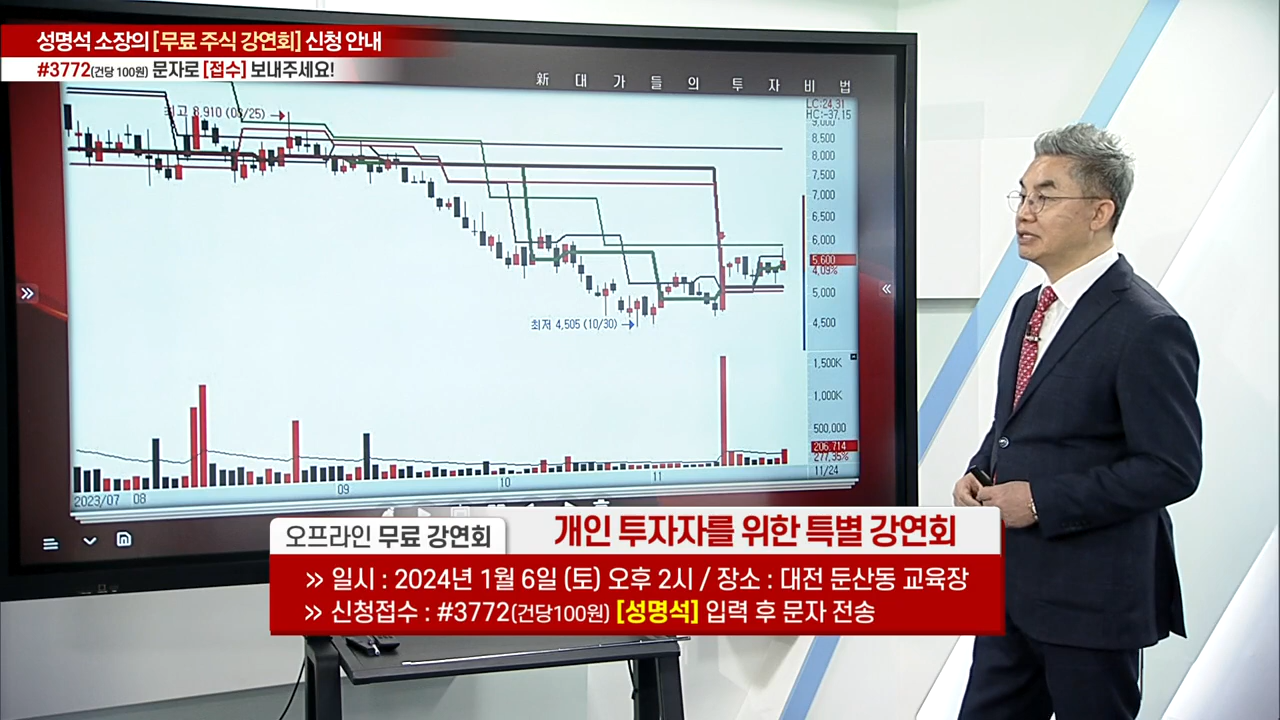 성명석 소장의 [무료 주식 강연회] 신청 안내
#3772(건당 100원) 문자로 [접수] 보내주세요!
新 대 가 들 의 투 자 비 법
최고 8,910 (08/25)
LC:-24.31
HC:-37.15
9,000
8,500
8,000
7,500
7,000
6,500
6,000
5,600
4.09%
5,000
4,500
최저 4,505 (10/30)
1,500K
1,000K
500,000
206,714
277.35%
11/24
2023/07 08 09 10 11
오프라인 무료 강연회
개인 투자자를 위한 특별 강연회
» 일시 : 2024년 1월 6일 (토) 오후 2시 / 장소 : 대전 둔산동 교육장
» 신청접수 : #3772(건당100원) [성명석] 입력 후 문자 전송